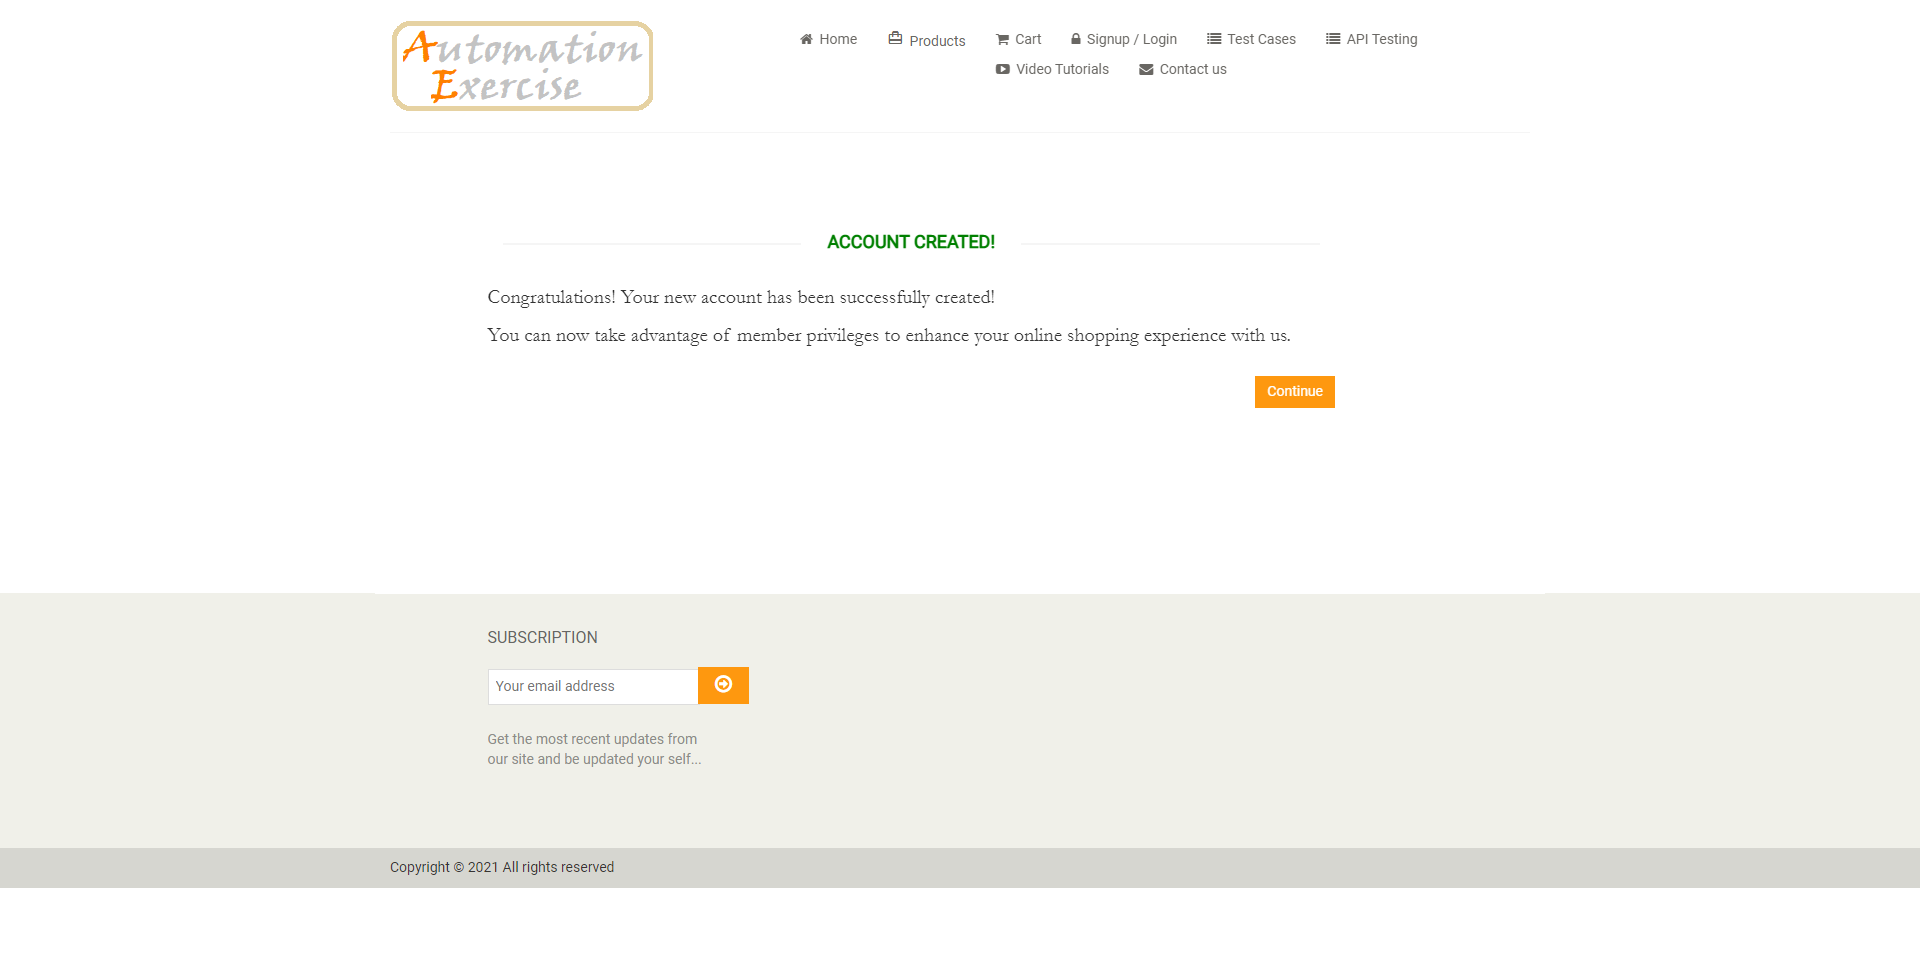 Automation
Exercise
Home Products Cart Signup / Login Test Cases API Testing
Video Tutorials Contact us
ACCOUNT CREATED!
Congratulations! Your new account has been successfully created!
You can now take advantage of member privileges to enhance your online shopping experience with us.
Continue
SUBSCRIPTION
Your email address
Get the most recent updates from
our site and be updated your self...
Copyright © 2021 All rights reserved